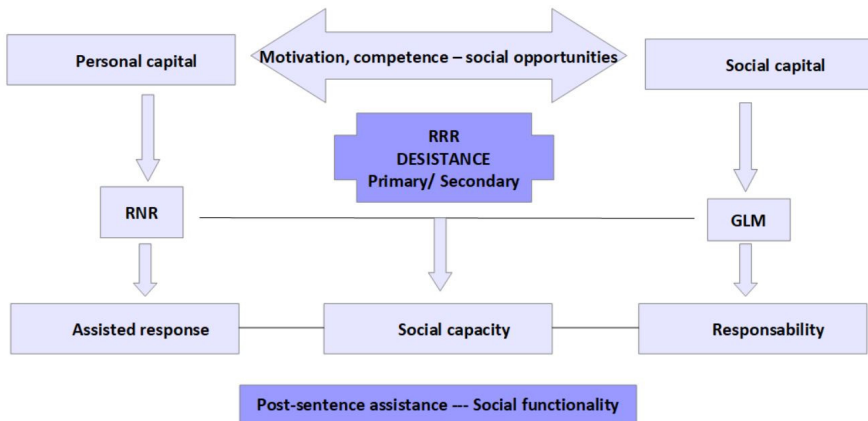 Personal capital
Motivation, competence – social opportunities
Social capital
RRR
DESISTANCE
Primary/ Secondary
RNR
GLM
Assisted response
Social capacity
Responsability
Post-sentence assistance --- Social functionality